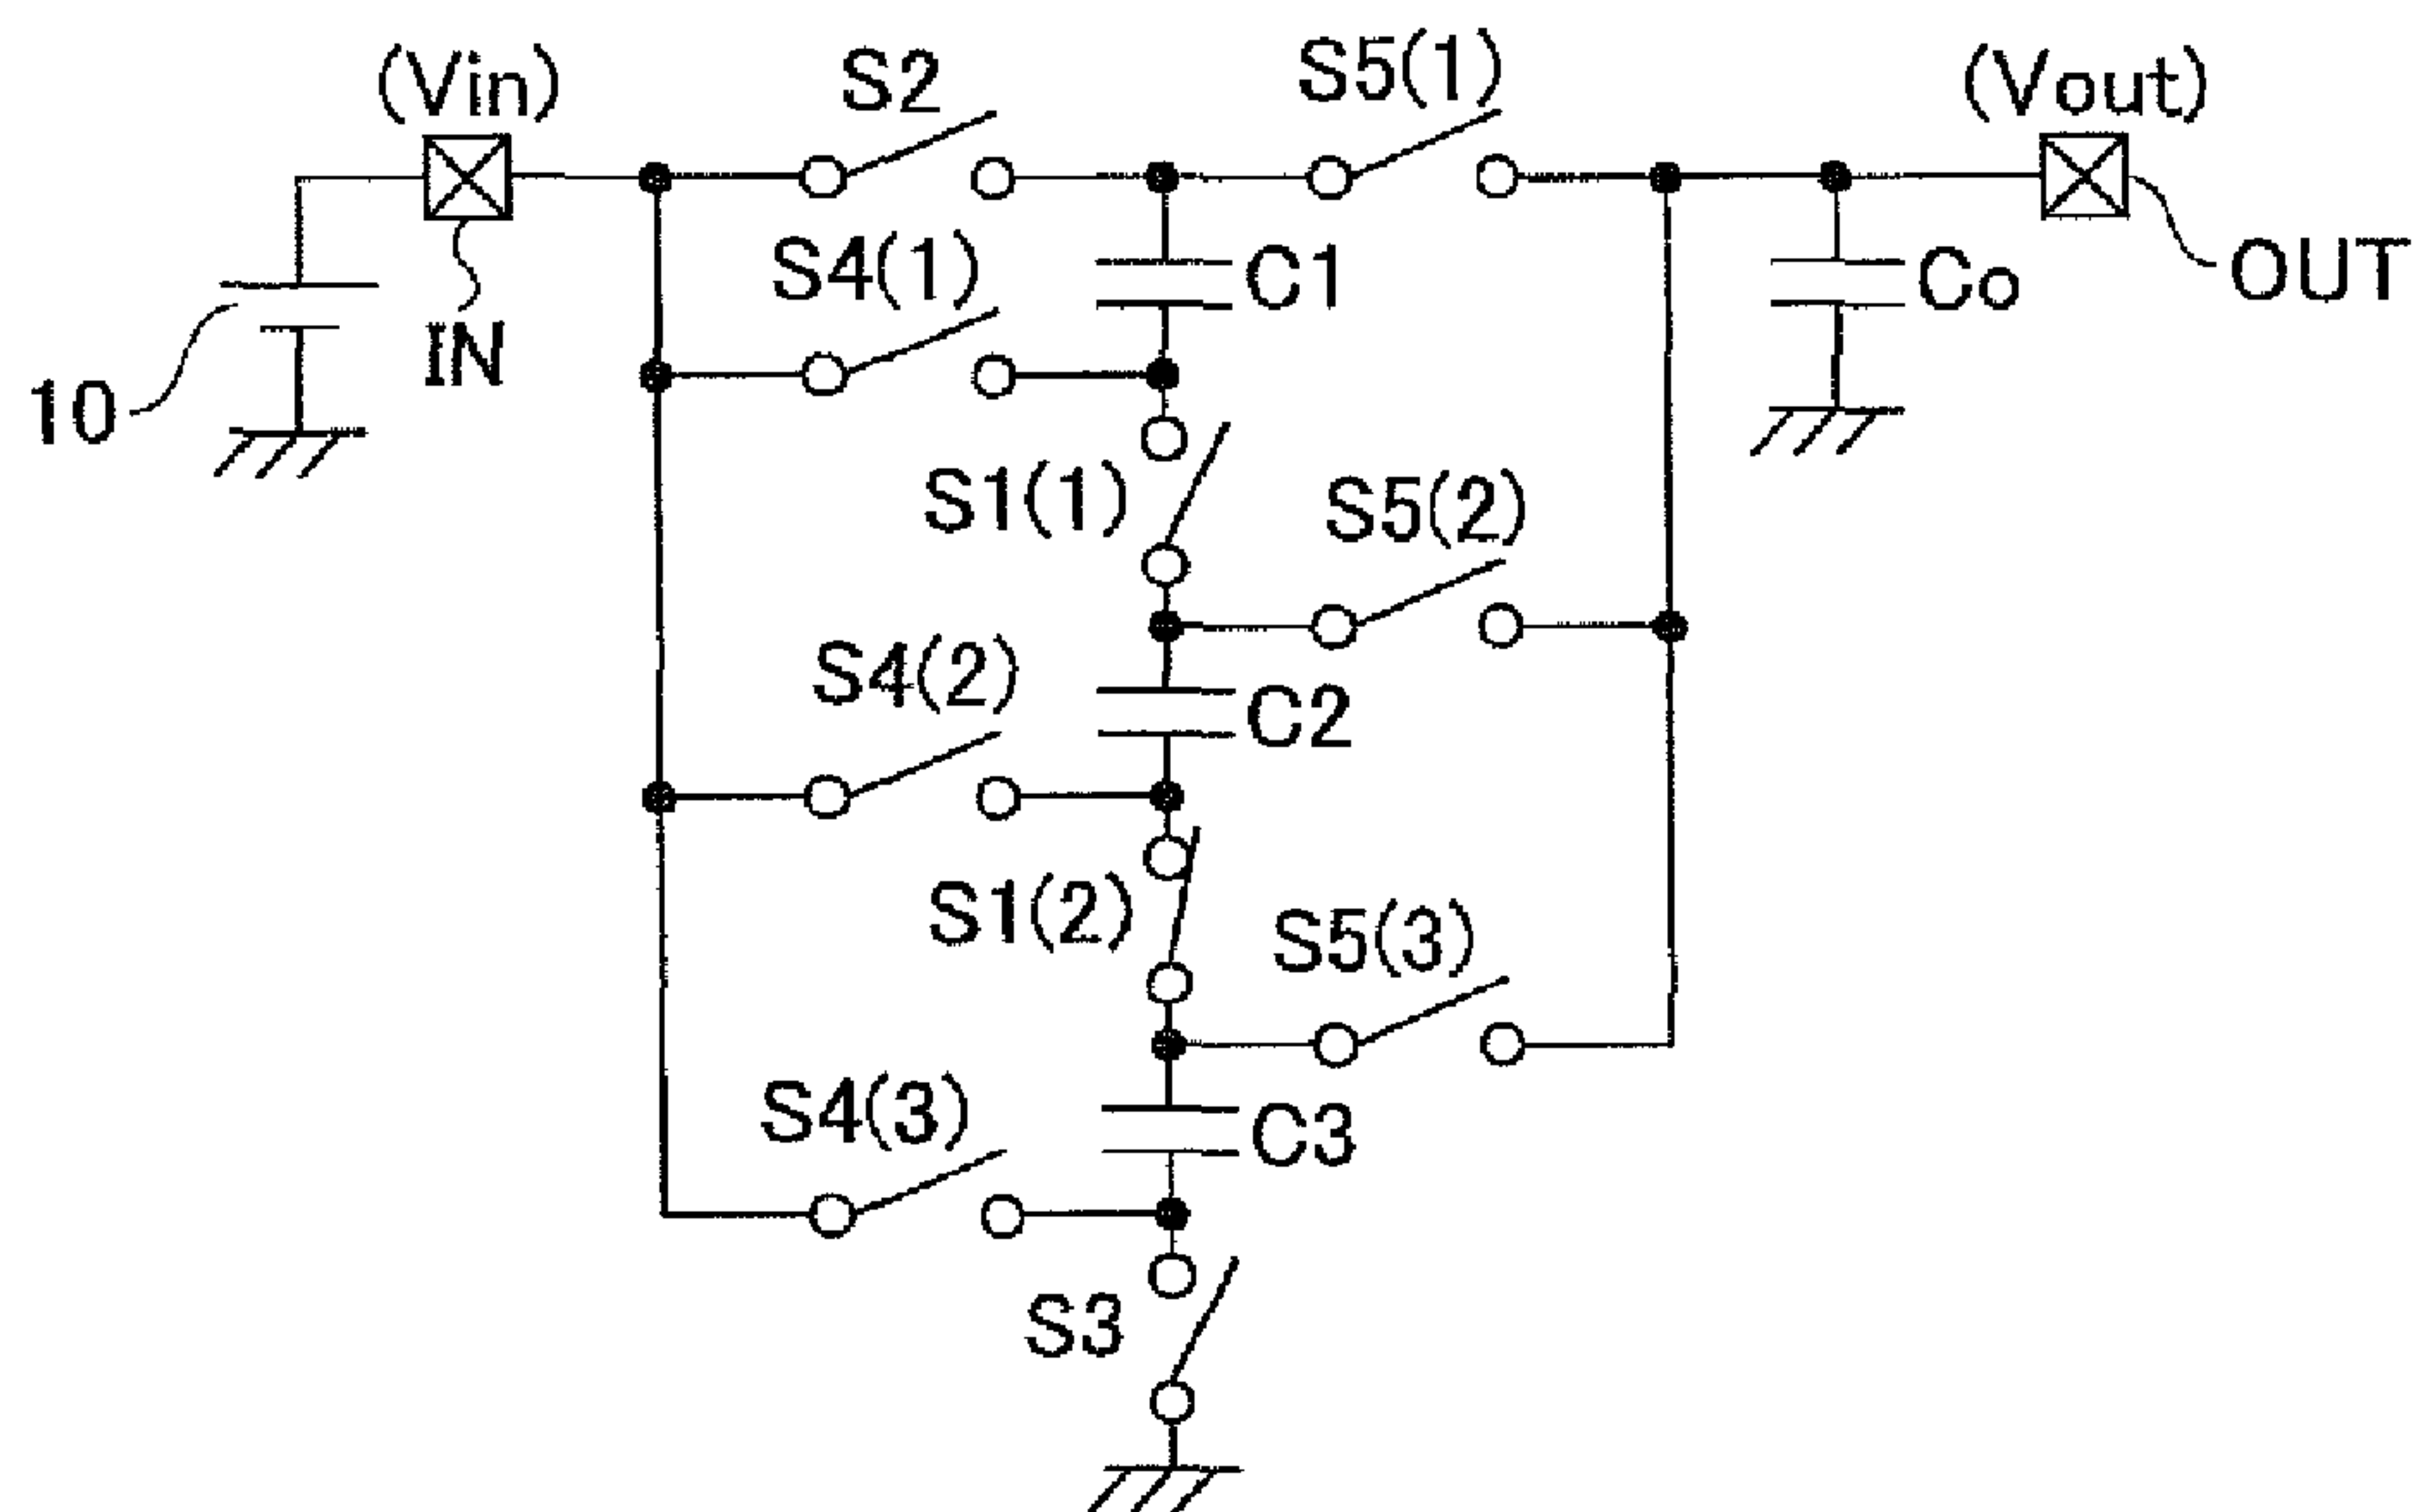 (Vin)
S2
S5(1)
(Vout)
S4(1)
C1
Co
OUT
IN
10
S1(1)
S5(2)
S4(2)
C2
S1(2)
S5(3)
S4(3)
C3
S3